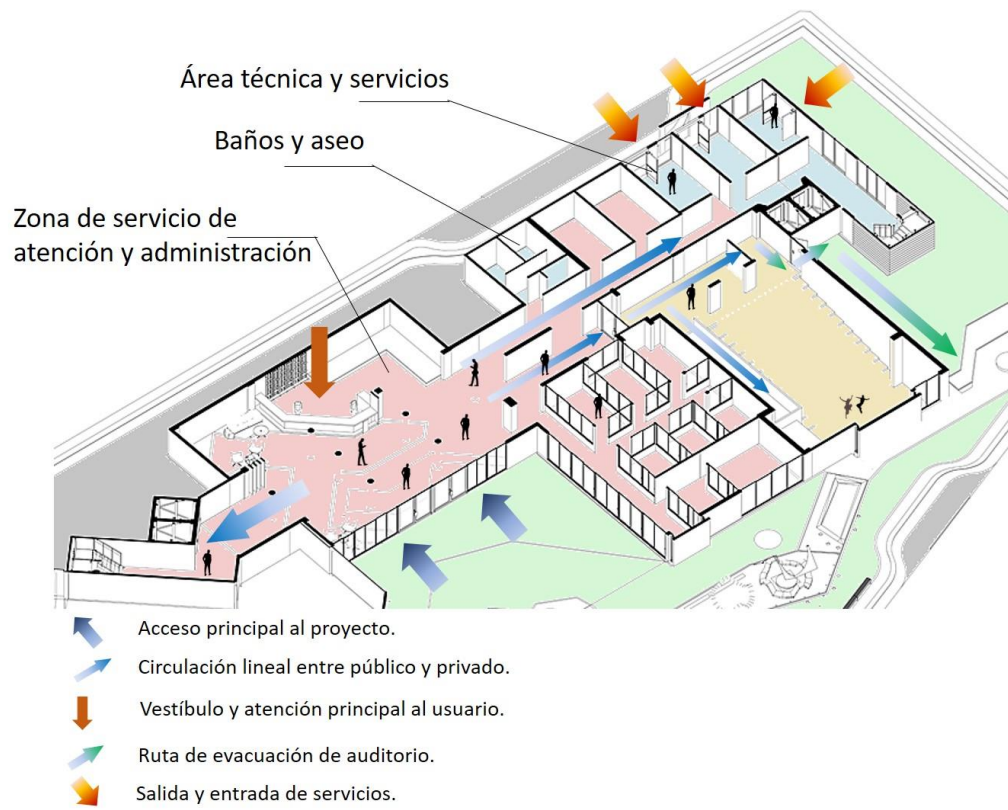 Área técnica y servicios
Baños y aseo
Zona de servicio de
atención y administración
Acceso principal al proyecto.
Circulación lineal entre público y privado.
Vestíbulo y atención principal al usuario.
Ruta de evacuación de auditorio.
Salida y entrada de servicios.